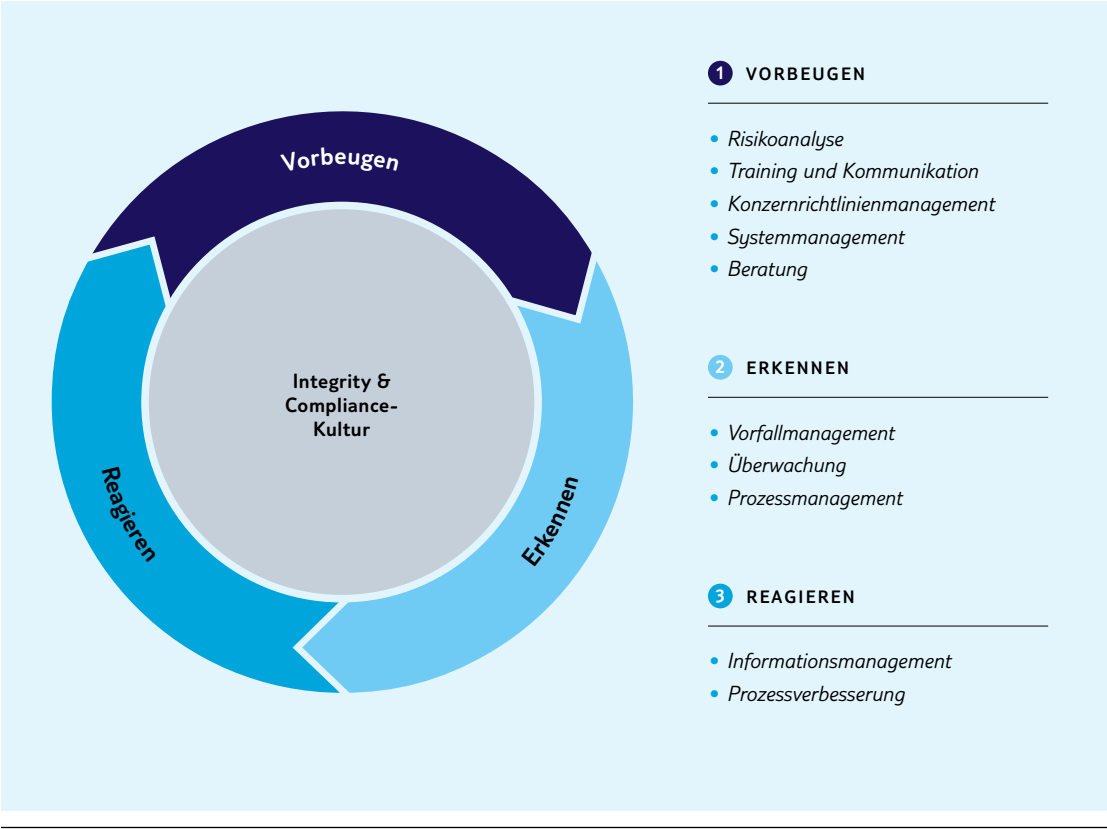 Vorbeugen
Integrity &
Compliance-
Kultur
Reagieren
Erkennen
1 VORBEUGEN
• Risikoanalyse
• Training und Kommunikation
• Konzernrichtlinienmanagement
• Systemmanagement
• Beratung
2 ERKENNEN
• Vorfallmanagement
• Überwachung
• Prozessmanagement
3 REAGIEREN
• Informationsmanagement
• Prozessverbesserung